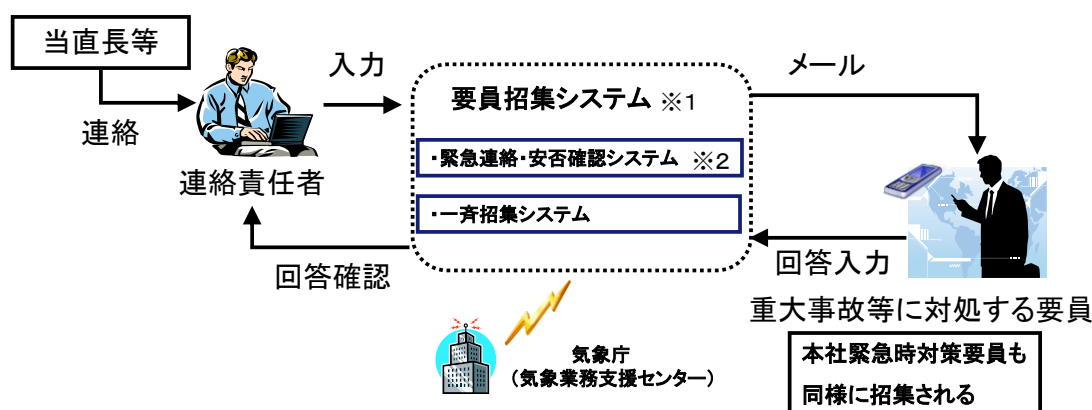 当直長等
連絡
連絡責任者
入力
要員招集システム ※1
・緊急連絡・安否確認システム ※2
・一斉招集システム
メール
回答入力
回答確認
重大事故等に対処する要員
気象庁
（気象業務支援センター）
本社緊急時対策要員も
同様に招集される